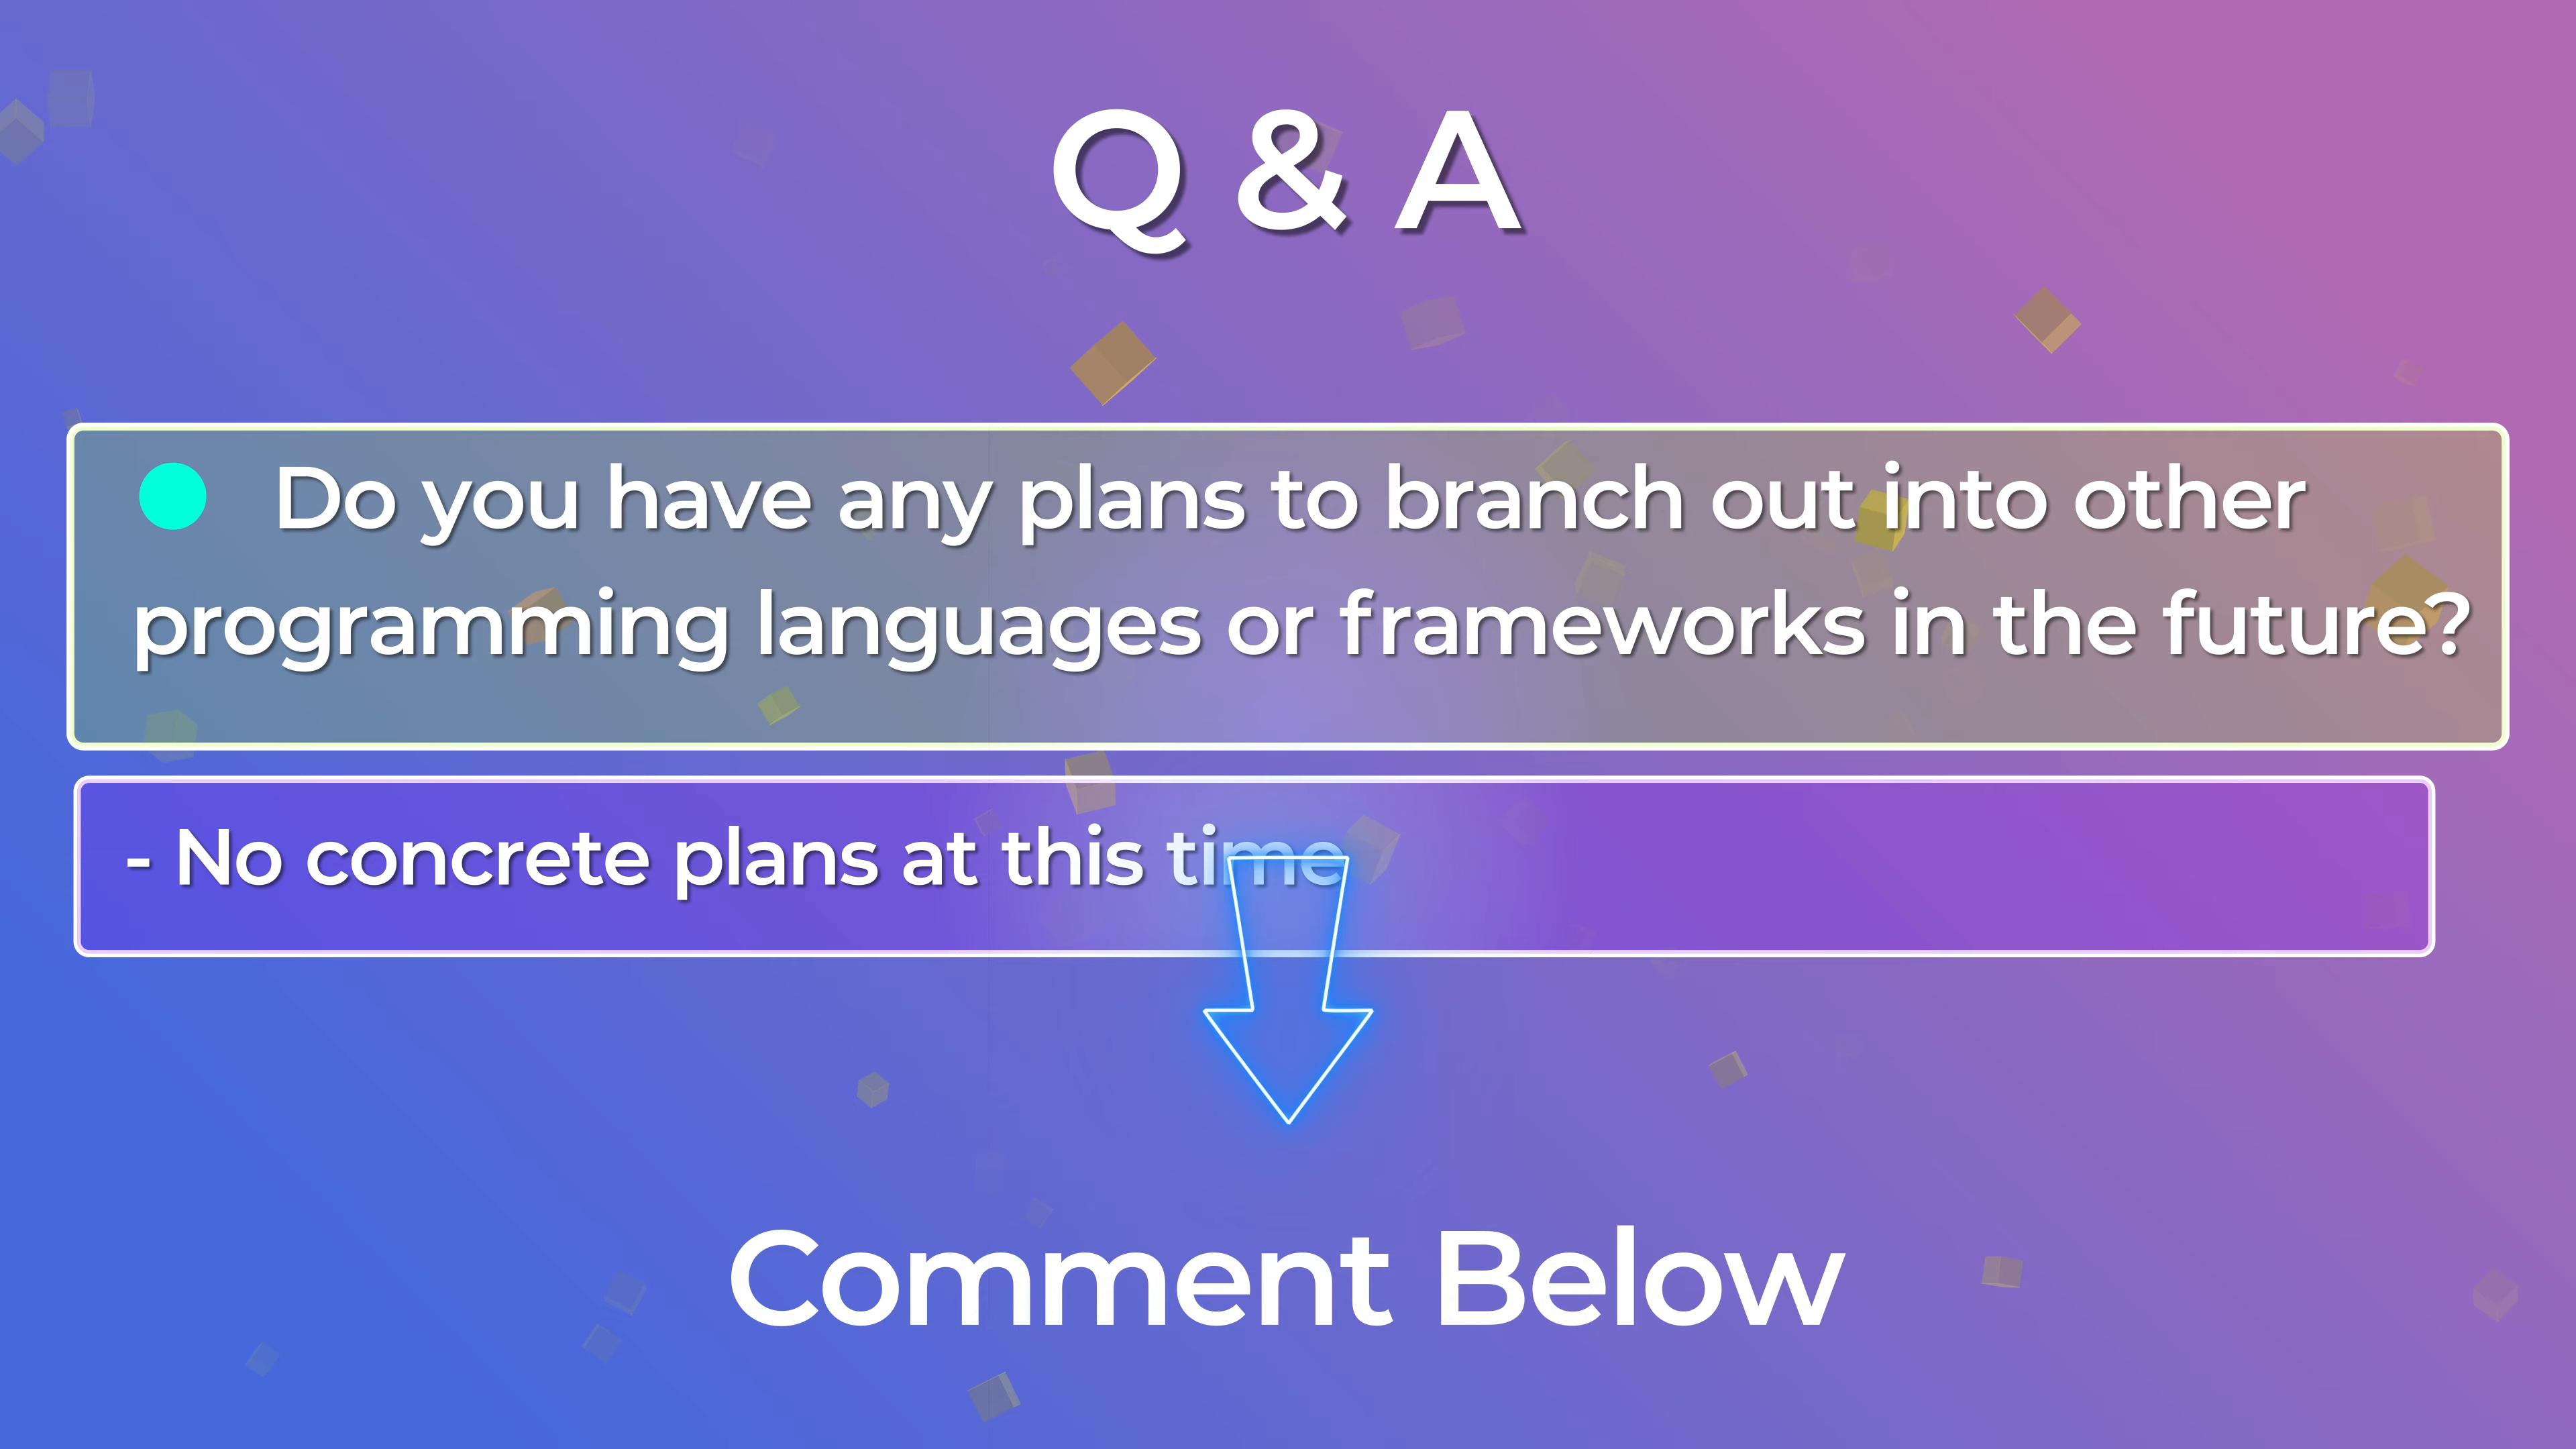 Q & A
Do you have any plans to branch out into other
programming languages or frameworks in the future?
- No concrete plans at this time
Comment Below